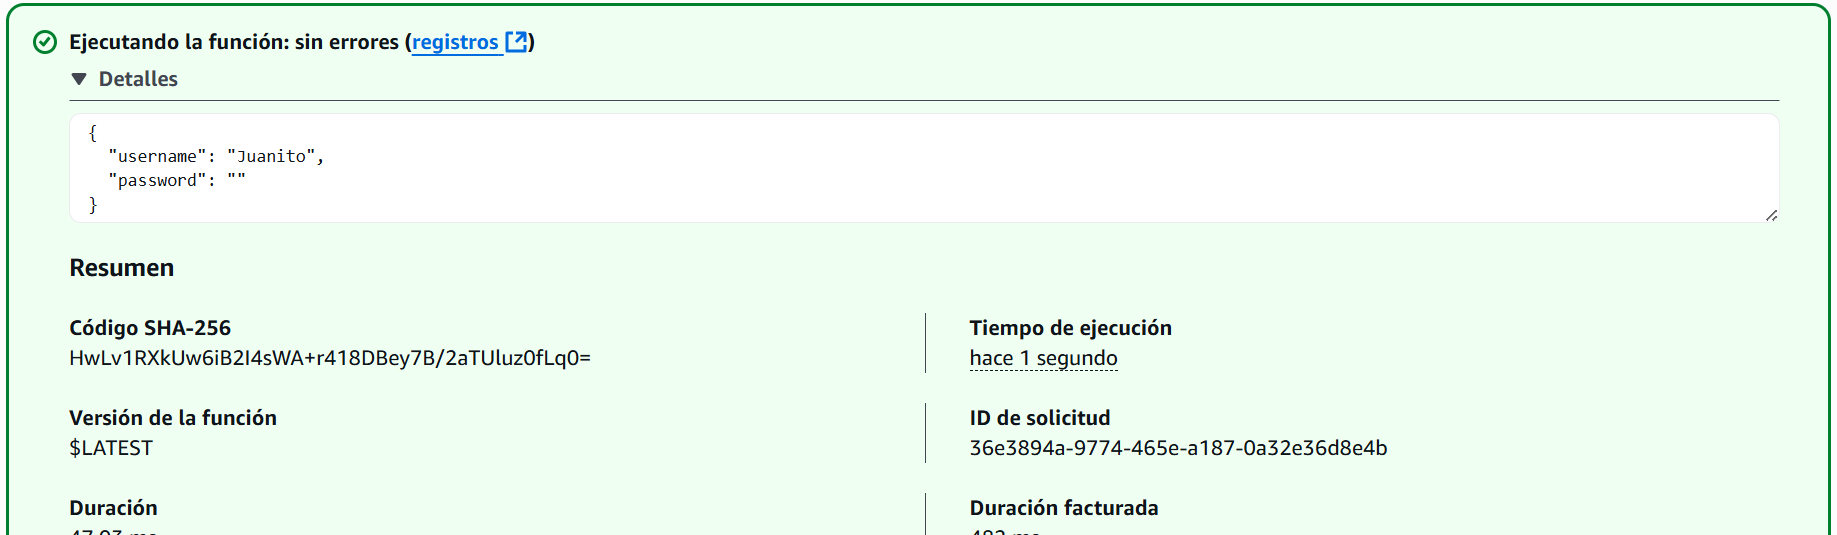 Ejecutando la función: sin errores (registros)
Detalles
{
"username": "Juanito",
"password": ""
}
Resumen
Código SHA-256
HwLv1RXkUw6iB2I4sWA+r418DBey7B/2aTUluz0fLq0=
Tiempo de ejecución
hace 1 segundo
Versión de la función
$LATEST
ID de solicitud
36e3894a-9774-465e-a187-0a32e36d8e4b
Duración
Duración facturada